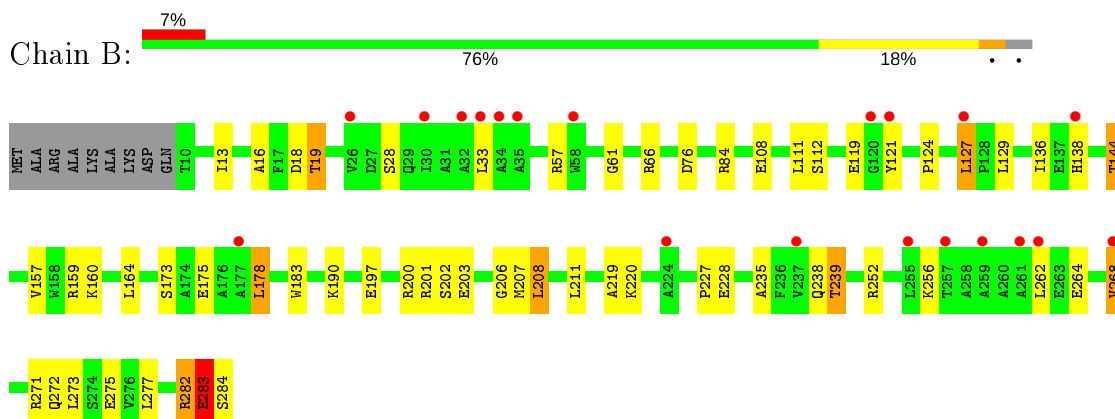 7%
Chain B:
76% 18% • •
MET ALA ARG ALA LYS ALA LYS ASP GLN T10 I13 A16 F17 D18 T19 V26 D27 S28 Q29 I30 A31 A32 L33 A34 A35 R57 W58 G61 R66 D76 R84 E108 L111 S112 E119 G120 Y121 P124 L127 P128 L129 I136 E137 H138 T144
V157 W158 R159 K160 L164 S173 A174 E175 A176 A177 L178 W183 K190 E197 R200 R201 S202 E203 G206 M207 L208 L211 A219 K220 A224 P227 E228 A235 F236 V237 Q238 T239 R252 L255 K256 T257 A258 A259 A260 A261 L262 E263 E264 V268
R271 Q272 L273 S274 E275 V276 L277 R282 E283 S284